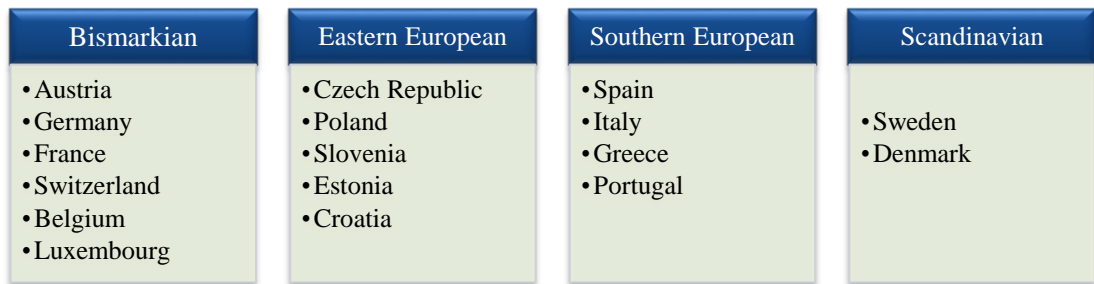 Bismarkian
• Austria
• Germany
• France
• Switzerland
• Belgium
• Luxembourg
Eastern European
• Czech Republic
• Poland
• Slovenia
• Estonia
• Croatia
Southern European
• Spain
• Italy
• Greece
• Portugal
Scandinavian
• Sweden
• Denmark